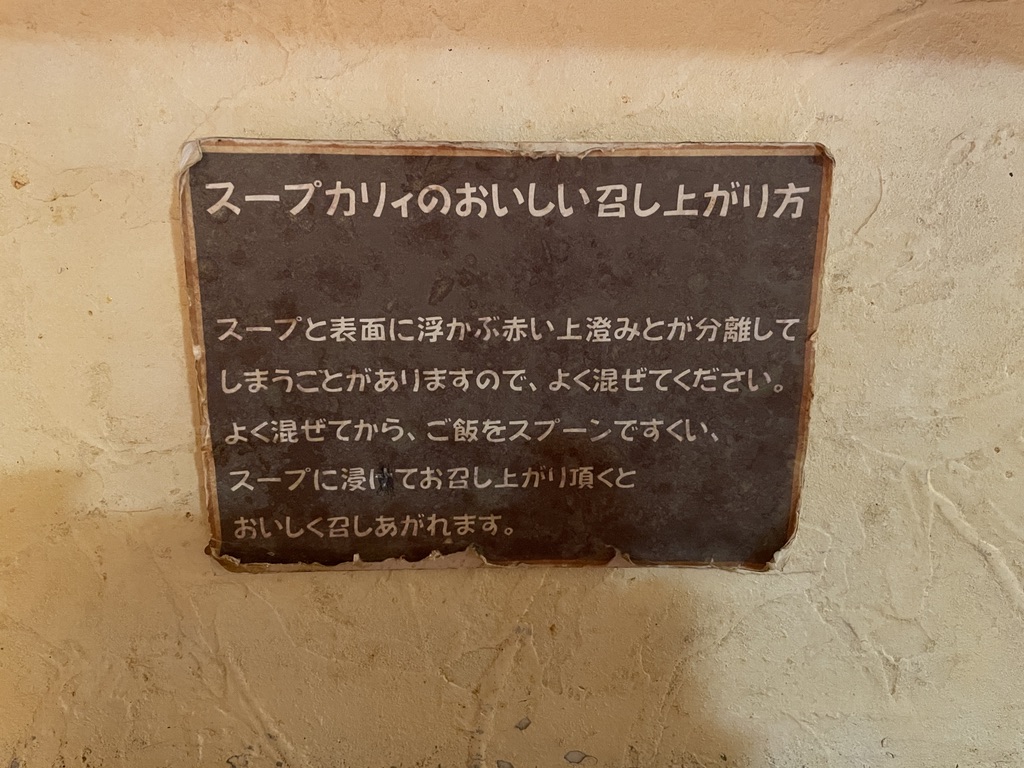 スープカリィのおいしい召し上がり方
スープと表面に浮かぶ赤い上澄みとが分離して
しまうごとがありますので、よく混ぜてください。
よく混ぜてから、ご飯をスプーンですくい、
スープに浸けてお召し上がり頂くと
おいしく召しあがれます。